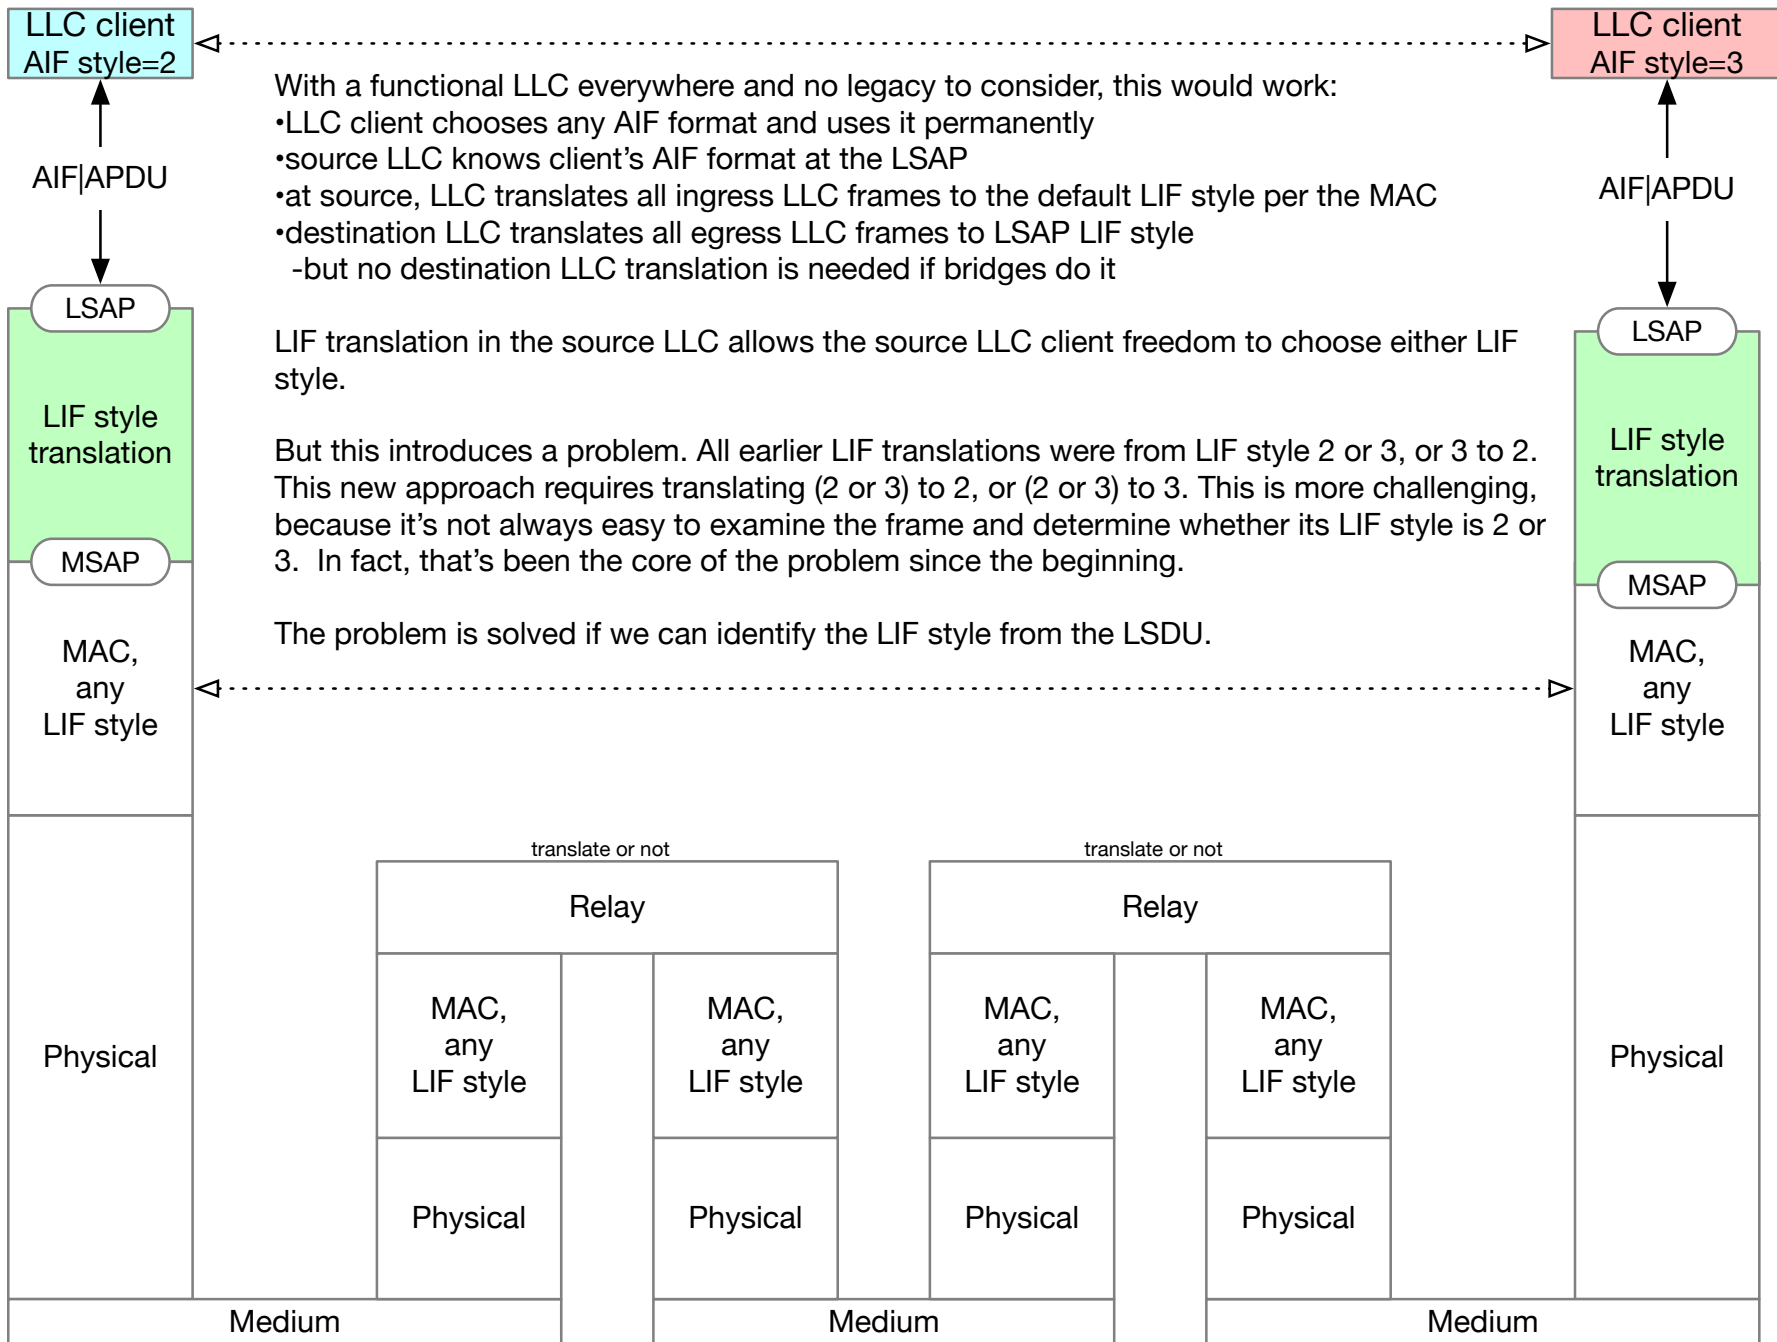 LLC client
AIF style=2
LLC client
AIF style=3
With a functional LLC everywhere and no legacy to consider, this would work:
•LLC client chooses any AIF format and uses it permanently
•source LLC knows client's AIF format at the LSAP
•at source, LLC translates all ingress LLC frames to the default LIF style per the MAC
•destination LLC translates all egress LLC frames to LSAP LIF style
-but no destination LLC translation is needed if bridges do it
LIF translation in the source LLC allows the source LLC client freedom to choose either LIF
style.
But this introduces a problem. All earlier LIF translations were from LIF style 2 or 3, or 3 to 2.
This new approach requires translating (2 or 3) to 2, or (2 or 3) to 3. This is more challenging,
because it's not always easy to examine the frame and determine whether its LIF style is 2 or
3.  In fact, that's been the core of the problem since the beginning.
The problem is solved if we can identify the LIF style from the LSDU.
AIF|APDU
AIF|APDU
LSAP
LSAP
LIF style
translation
LIF style
translation
MSAP
MSAP
MAC,
any
LIF style
MAC,
any
LIF style
translate or not
translate or not
Relay
Relay
MAC,
any
LIF style
MAC,
any
LIF style
MAC,
any
LIF style
MAC,
any
LIF style
Physical
Physical
Physical
Physical
Physical
Physical
Medium
Medium
Medium